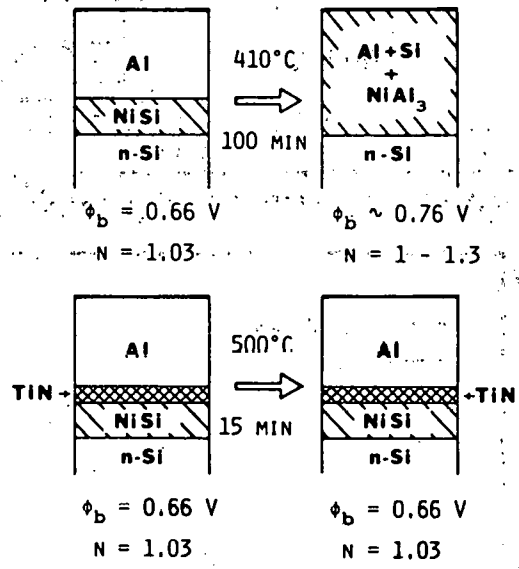 Al
NiSi
n-Si
410°C
100 MIN
Al+Si
+
NiAl₃
n-Si
ϕb = 0.66 V
N = 1.03
ϕb ~ 0.76 V
N = 1 - 1.3
TiN→
Al
NiSi
n-Si
500°C
15 MIN
Al
←TiN
NiSi
n-Si
ϕb = 0.66 V
N = 1.03
ϕb = 0.66 V
N = 1.03